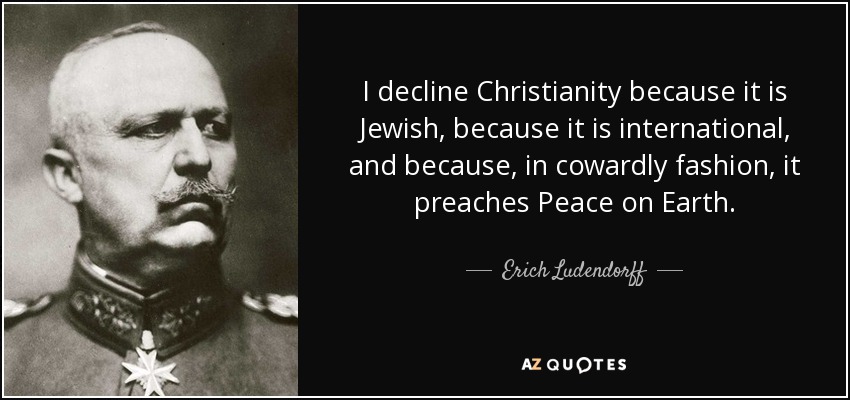 I decline Christianity because it is
Jewish, because it is international,
and because, in cowardly fashion, it
preaches Peace on Earth.
Erich Ludendorff
AZ QUOTES